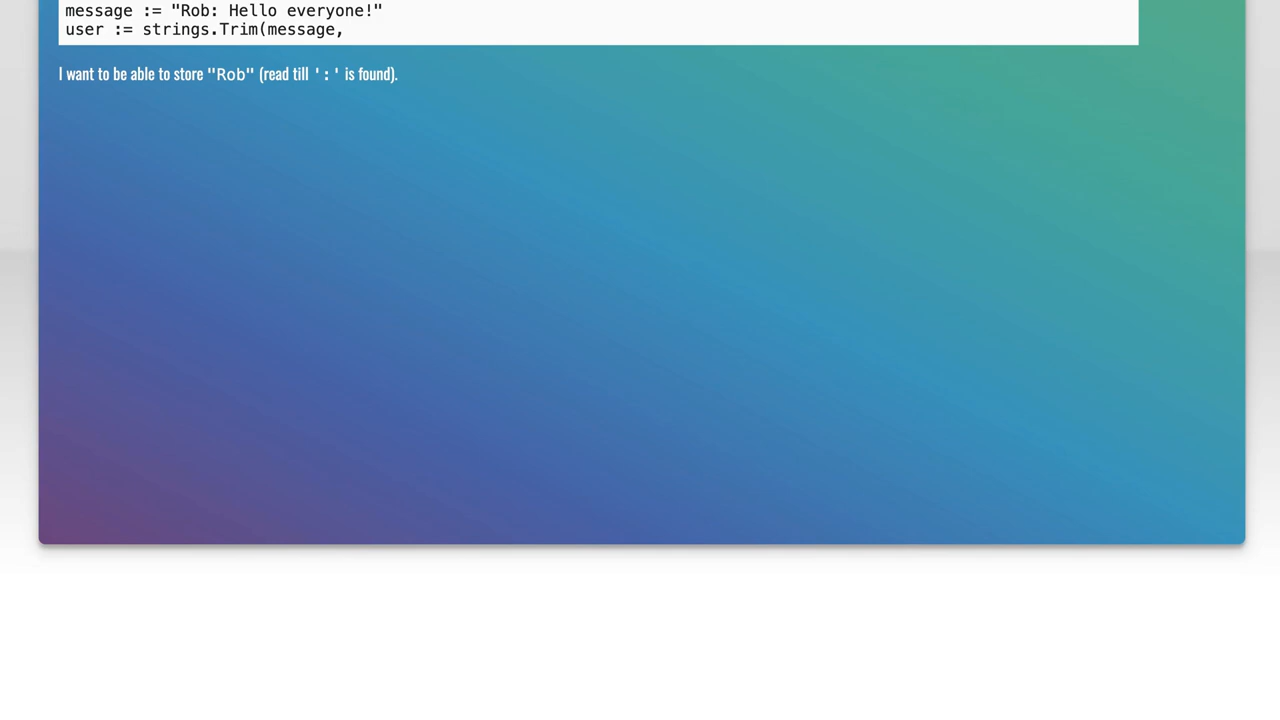 message := "Rob: Hello everyone!"
user := strings.Trim(message,
I want to be able to store "Rob" (read till ':' is found).